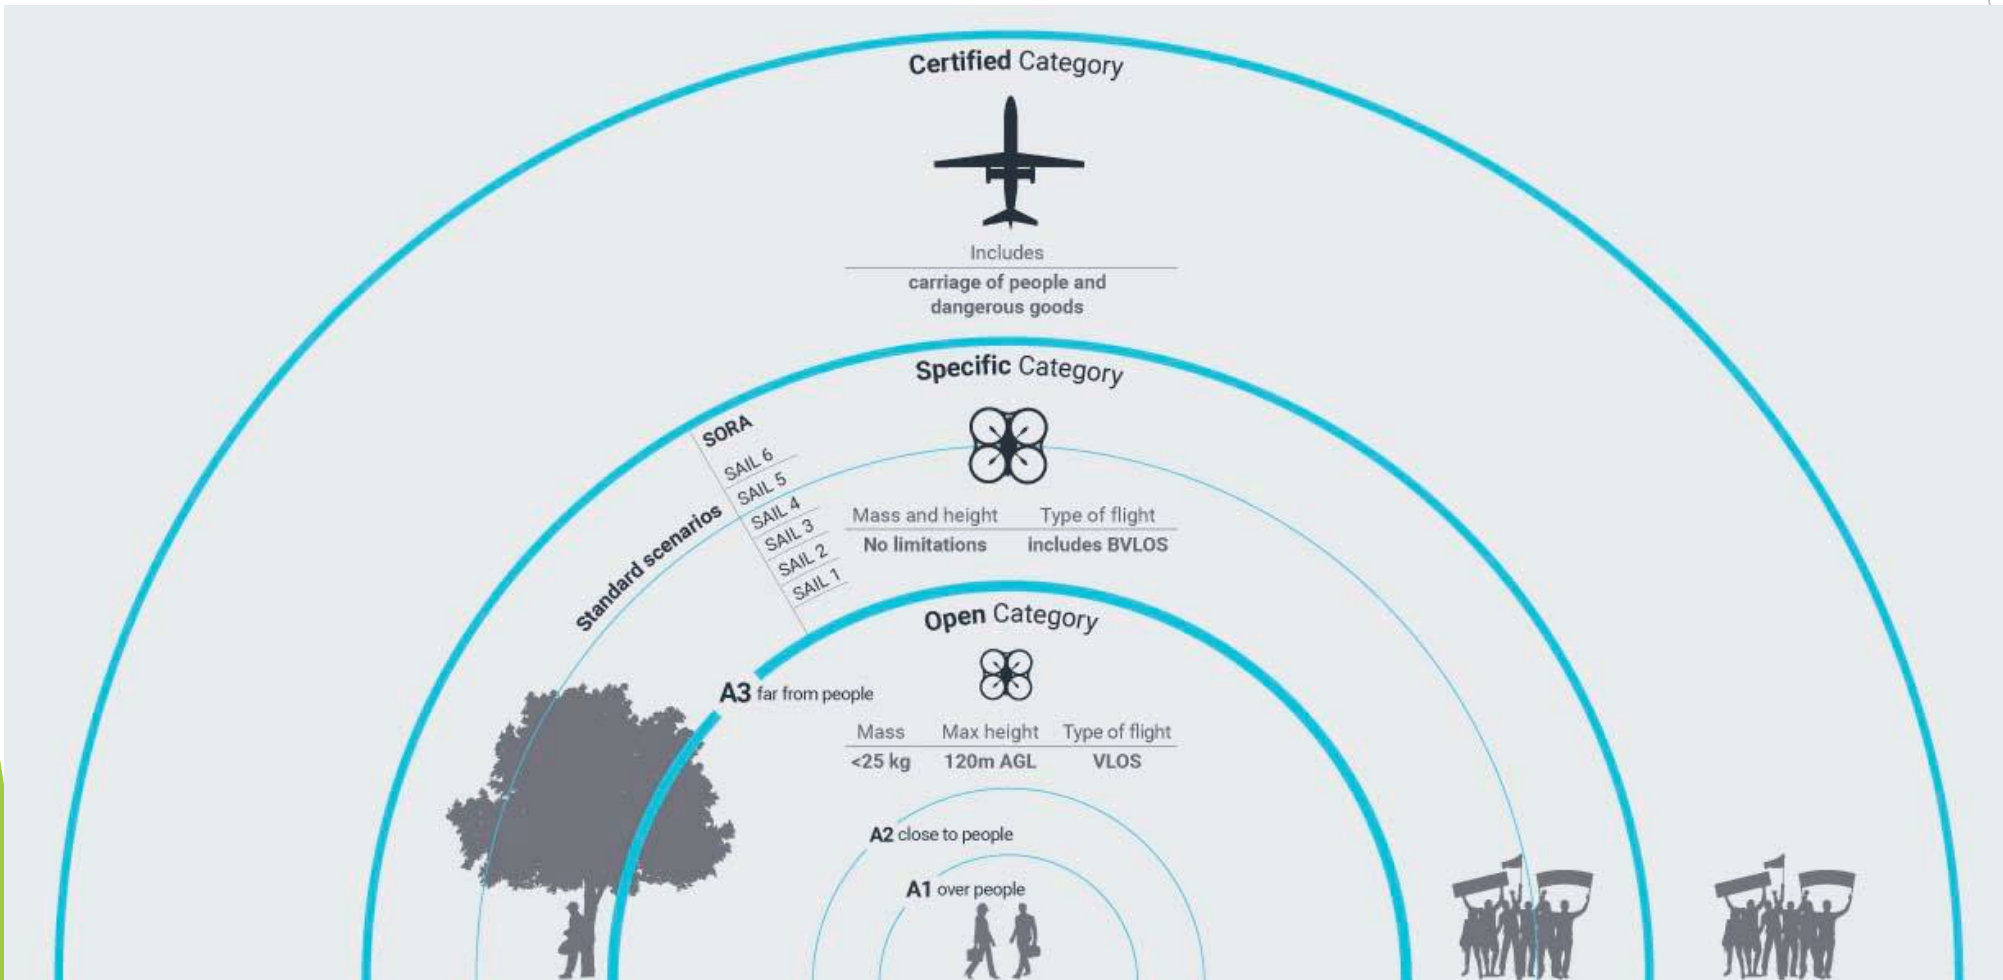 Certified Category
Includes
carriage of people and
dangerous goods
Specific Category
SORA
SAIL 6
SAIL 5
SAIL 4
SAIL 3
SAIL 2
SAIL 1
Standard scenarios
Mass and height Type of flight
No limitations includes BVLOS
Open Category
A3 far from people
Mass Max height Type of flight
<25 kg 120m AGL VLOS
A2 close to people
A1 over people